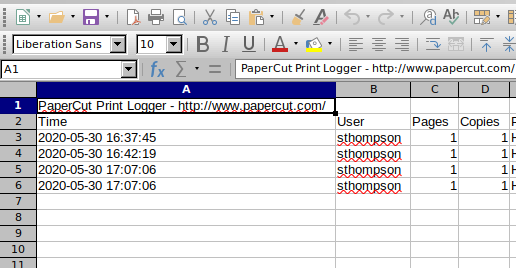 Liberation Sans 10
A1 fx Σ = PaperCut Print Logger - http://www.papercut.com/
A B C D
1 PaperCut Print Logger - http://www.papercut.com/
2 Time User Pages Copies
3 2020-05-30 16:37:45 sthompson 1 1
4 2020-05-30 16:42:19 sthompson 1 1
5 2020-05-30 17:07:06 sthompson 1 1
6 2020-05-30 17:07:06 sthompson 1 1
7
8
9
10
11